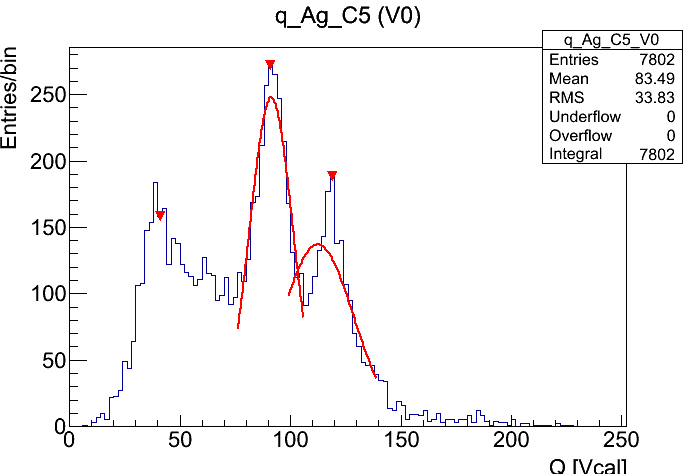 q_Ag_C5 (V0)
q_Ag_C5_V0
Entries 7802
Mean 83.49
RMS 33.83
Underflow 0
Overflow 0
Integral 7802
Entries/bin
250
200
150
100
50
0
0 50 100 150 200 250
Q [Vcal]